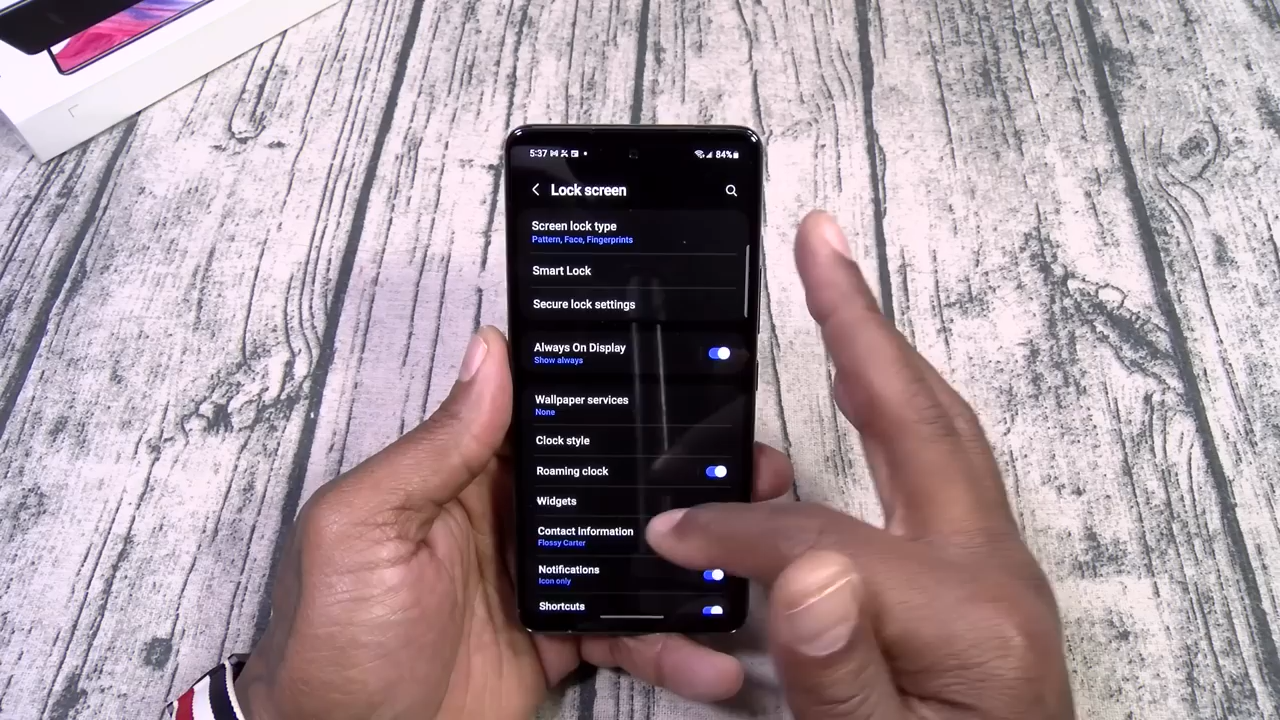 5:37
84%
Lock screen
Screen lock type
Pattern, Face, Fingerprints
Smart Lock
Secure lock settings
Always On Display
Show always
Wallpaper services
None
Clock style
Roaming clock
Widgets
Contact Information
Flossy Carter
Notifications
Icon only
Shortcuts